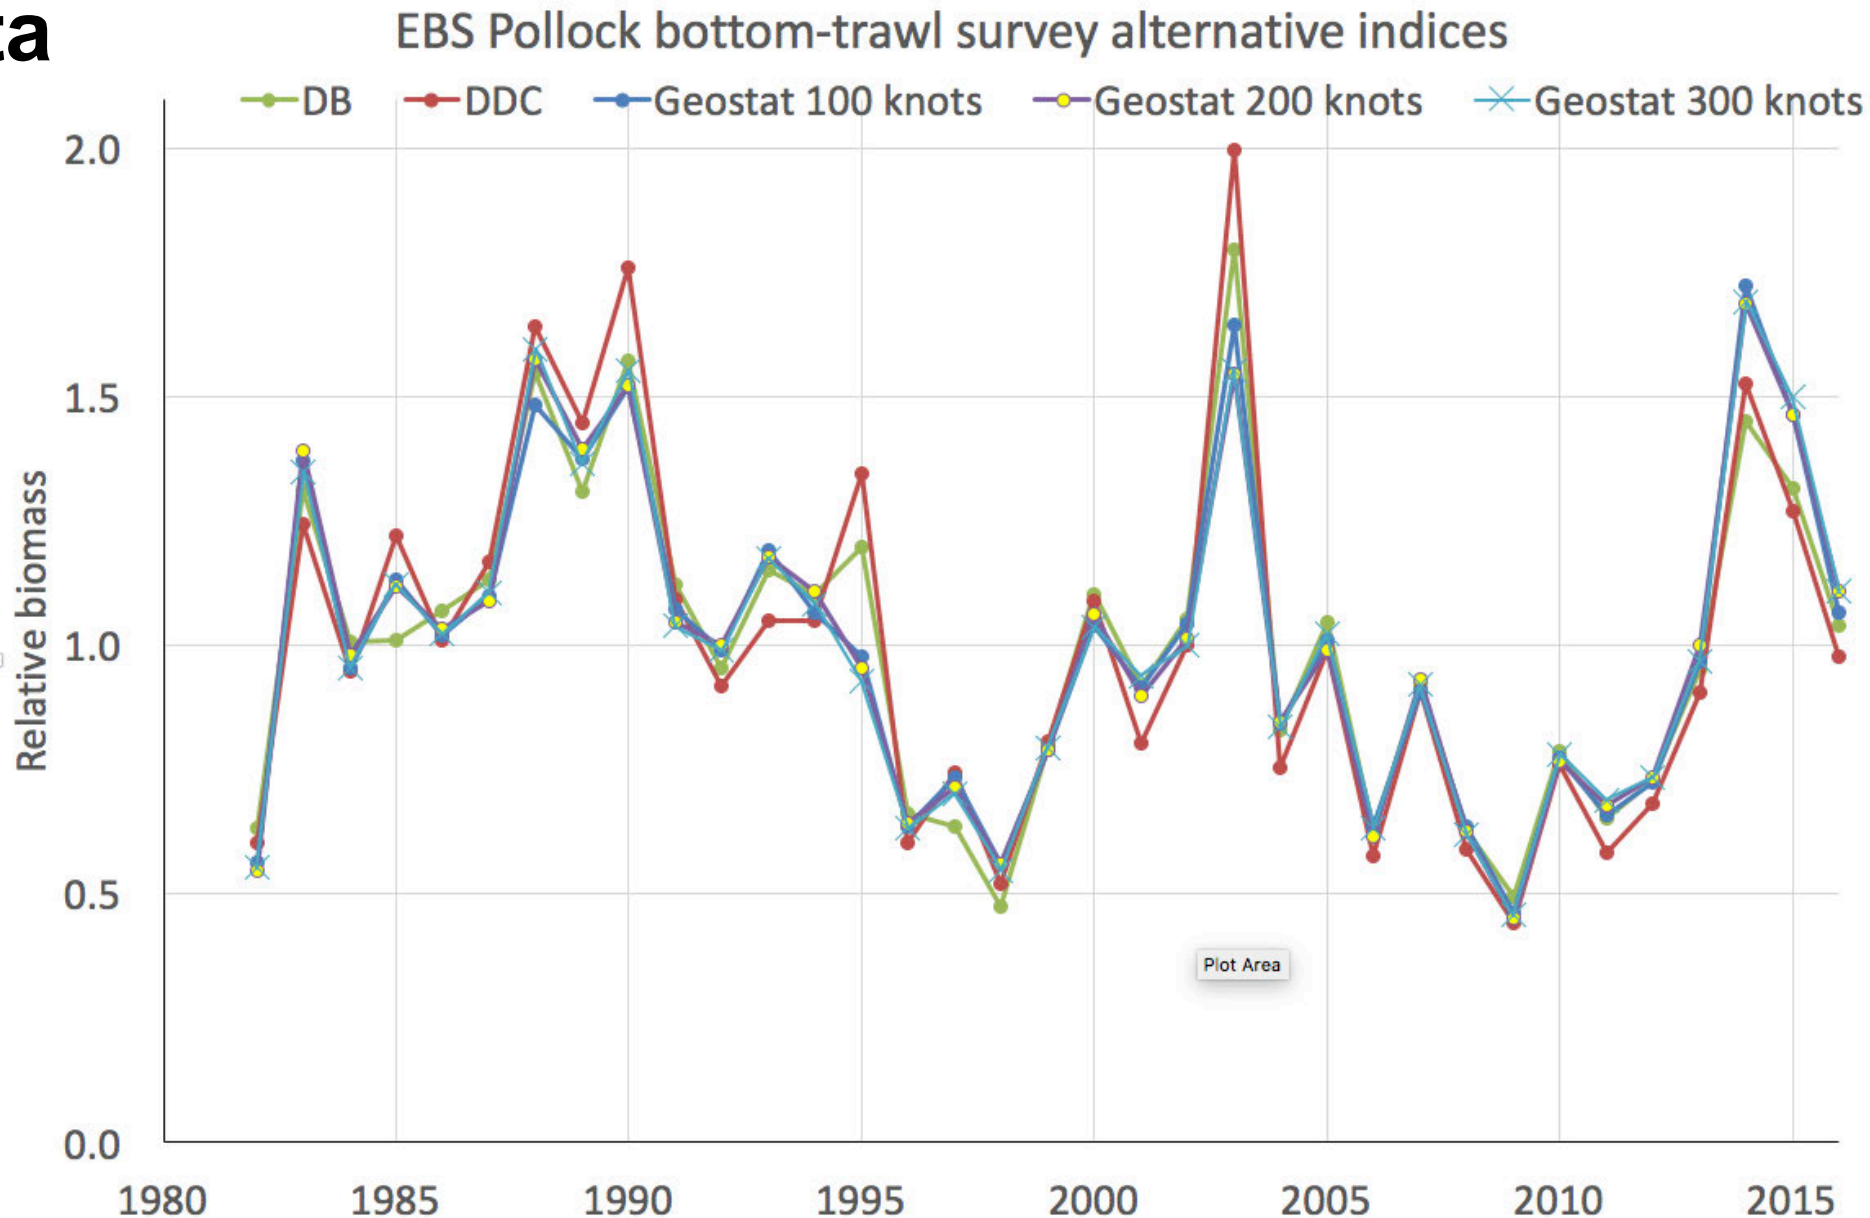 ta
EBS Pollock bottom-trawl survey alternative indices
DB DDC Geostat 100 knots Geostat 200 knots Geostat 300 knots
2.0
1.5
1.0
0.5
0.0
Relative biomass
Plot Area
1980 1985 1990 1995 2000 2005 2010 2015